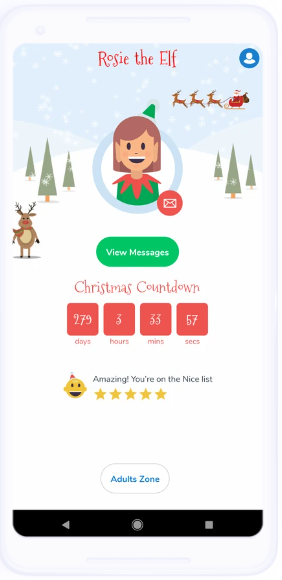 Rosie the Elf
View Messages
Christmas Countdown
279 3 33 57
days hours mins secs
Amazing! You're on the Nice list
Adults Zone